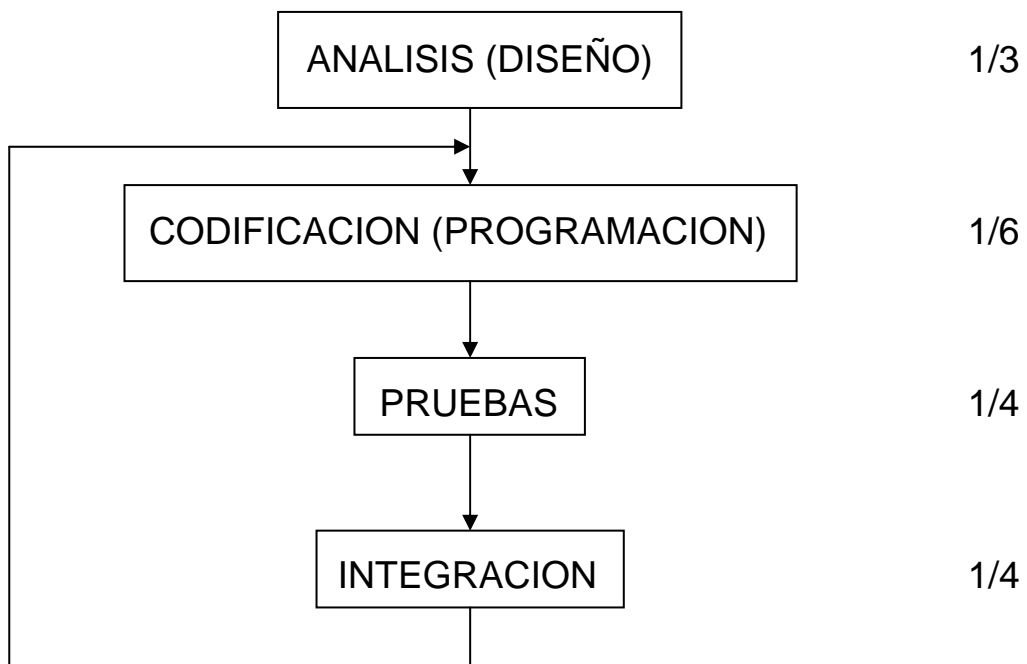 ANALISIS (DISEÑO) 1/3
CODIFICACION (PROGRAMACION) 1/6
PRUEBAS 1/4
INTEGRACION 1/4